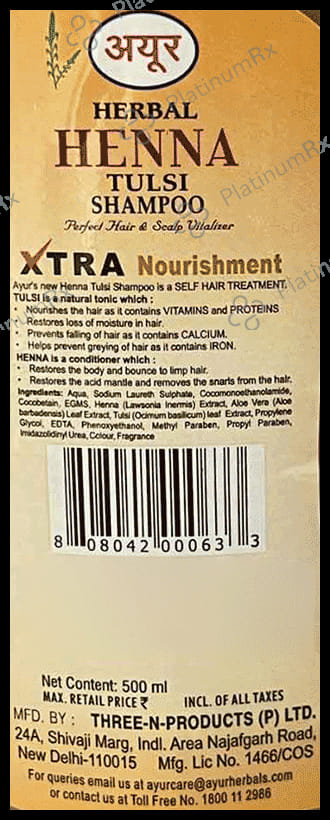 अयूर
HERBAL
HENNA
TULSI
SHAMPOO
Perfect Hair & Scalp Vitalizer
XTRA Nourishment
Ayur's new Henna Tulsi Shampoo is a SELF HAIR TREATMENT.
TULSI is a natural tonic which :
• Nourishes the hair as it contains VITAMINS and PROTEINS
• Restores loss of moisture in hair.
• Prevents falling of hair as it contains CALCIUM.
• Helps prevent greying of hair as it contains IRON.
HENNA is a conditioner which :
• Restores the body and bounce to limp hair.
• Restores the acid mantle and removes the snarls from the hair.
Ingredients: Aqua, Sodium Laureth Sulphate, Cocomonoethanolamide,
Cocobetain, EGMS, Henna (Lawsonia Inermis) Extract, Aloe Vera (Aloe
barbadensis) Leaf Extract, Tulsi (Ocimum basilicum) leaf Extract, Propylene
Glycol, EDTA, Phenoxyethanol, Methyl Paraben, Propyl Paraben,
Imidazolidinyl Urea, Colour, Fragrance
8 08042 00063 3
Net Content: 500 ml
MAX. RETAIL PRICE ₹ INCL. OF ALL TAXES
MFD. BY : THREE-N-PRODUCTS (P) LTD.
24A, Shivaji Marg, Indl. Area Najafgarh Road,
New Delhi-110015 Mfg. Lic No. 1466/COS
For queries email us at ayurcare@ayurherbals.com
or contact us at Toll Free No. 1800 11 2986
PlatinumRx